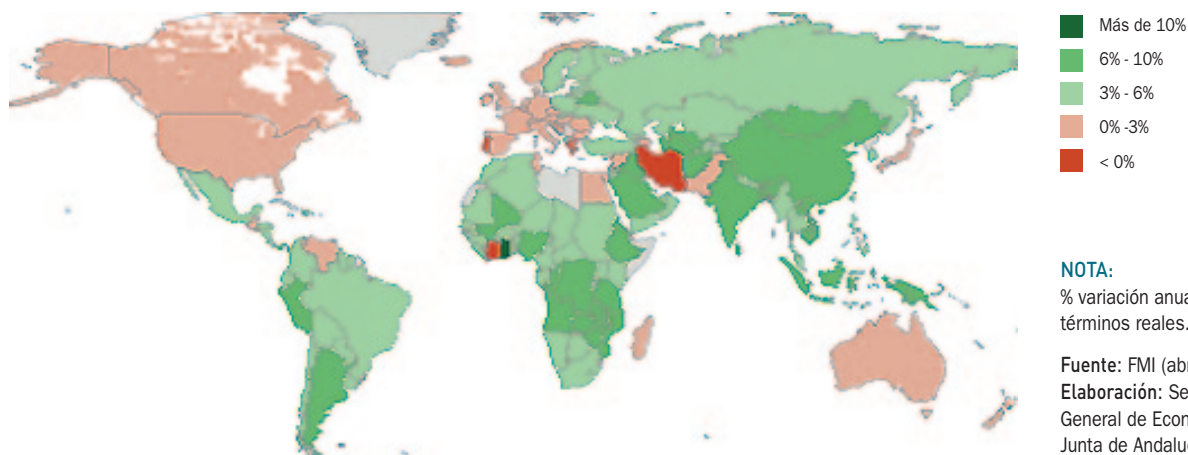 Más de 10%
6% - 10%
3% - 6%
0% -3%
< 0%
NOTA:
% variación anua
términos reales.
Fuente: FMI (abr
Elaboración: Se
General de Econ
Junta de Andaluc